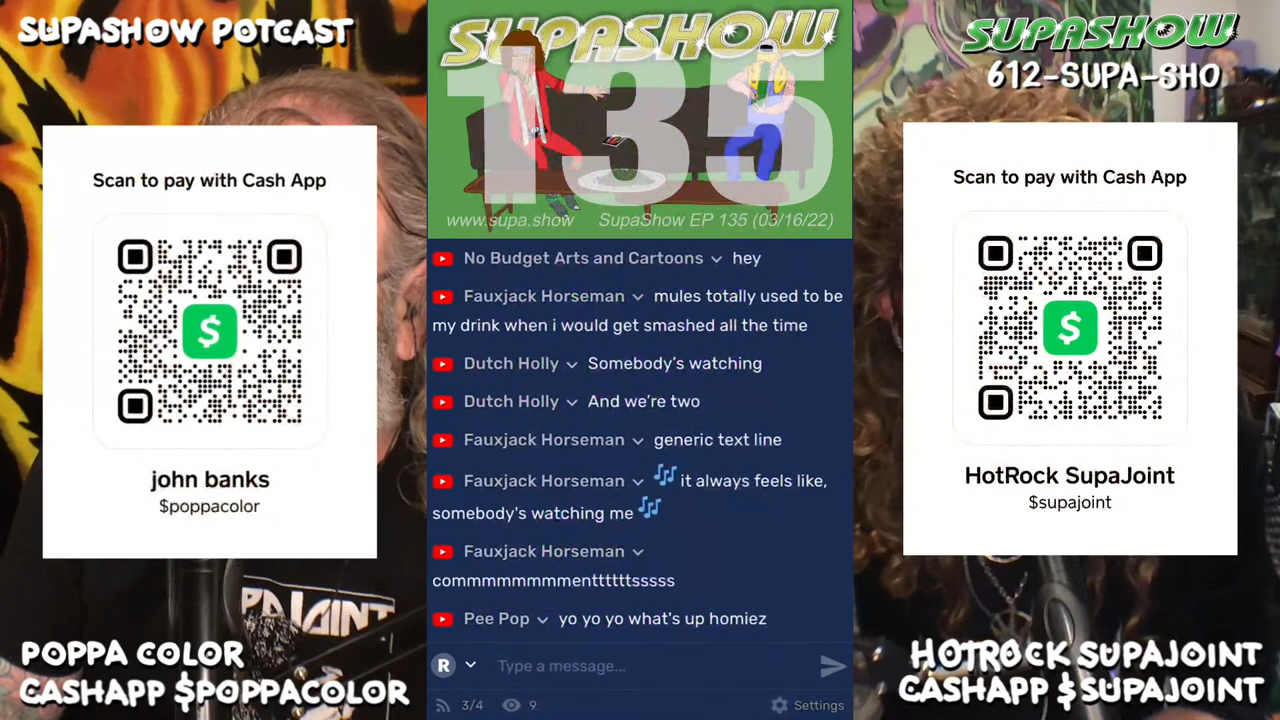 SUPASHOW POTCAST
Scan to pay with Cash App
$
john banks
$poppacolor
PAJOINT
POPPA COLOR
CASHAPP $POPPACOLOR
SUPASHOW
135
www.supa.show SupaShow EP 135 (03/16/22)
No Budget Arts and Cartoons hey
Fauxjack Horseman mules totally used to be
my drink when i would get smashed all the time
Dutch Holly Somebody's watching
Dutch Holly And we're two
Fauxjack Horseman generic text line
Fauxjack Horseman 🎶 it always feels like,
somebody's watching me 🎶
Fauxjack Horseman
commmmmmmmenttttttsssss
Pee Pop yo yo yo what's up homiez
R Type a message...
3/4 9 Settings
SUPASHOW
612-SUPA-SHO
Scan to pay with Cash App
$
HotRock SupaJoint
$supajoint
HOTROCK SUPAJOINT
CASHAPP $SUPAJOINT